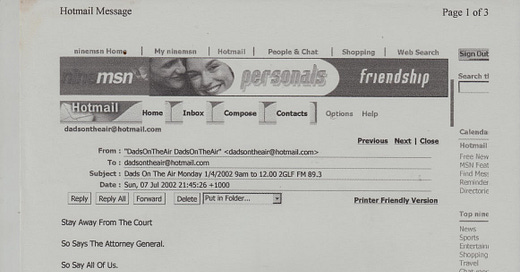 Hotmail Message
Page 1 of 3
ninemsn Home | My ninemsn | Hotmail | People & Chat | Shopping | Web Search
Sign Out
ninemsn personals friendship
Search
Hotmail Home Inbox Compose Contacts Options Help
dadsontheair@hotmail.com
Previous Next | Close
From : "DadsOnTheAir DadsOnTheAir" <dadsontheair@hotmail.com>
To : dadsontheair@hotmail.com
Subject : Dads On The Air Monday 1/4/2002 9am to 12.00 2GLF FM 89.3
Date : Sun, 07 Jul 2002 21:45:26 +1000
Reply Reply All Forward Delete Put in Folder... Printer Friendly Version
Stay Away From The Court
So Says The Attorney General.
So Say All Of Us.
Calenda
Hotmail
Free New
MSN Feat
Find Mess
Reminder
Directorie
Top nine
News
Sports
Entertain
Shopping
Travel